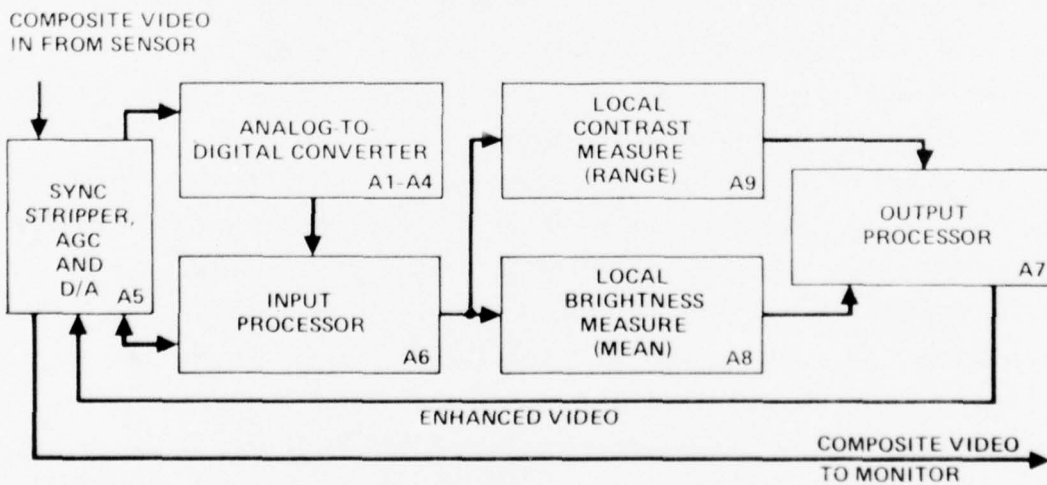 COMPOSITE VIDEO
IN FROM SENSOR
SYNC
STRIPPER,
AGC
AND
D/A
A5
ANALOG-TO-
DIGITAL CONVERTER
A1-A4
INPUT
PROCESSOR
A6
LOCAL
CONTRAST
MEASURE
(RANGE)
A9
LOCAL
BRIGHTNESS
MEASURE
(MEAN)
A8
OUTPUT
PROCESSOR
A7
ENHANCED VIDEO
COMPOSITE VIDEO
TO MONITOR